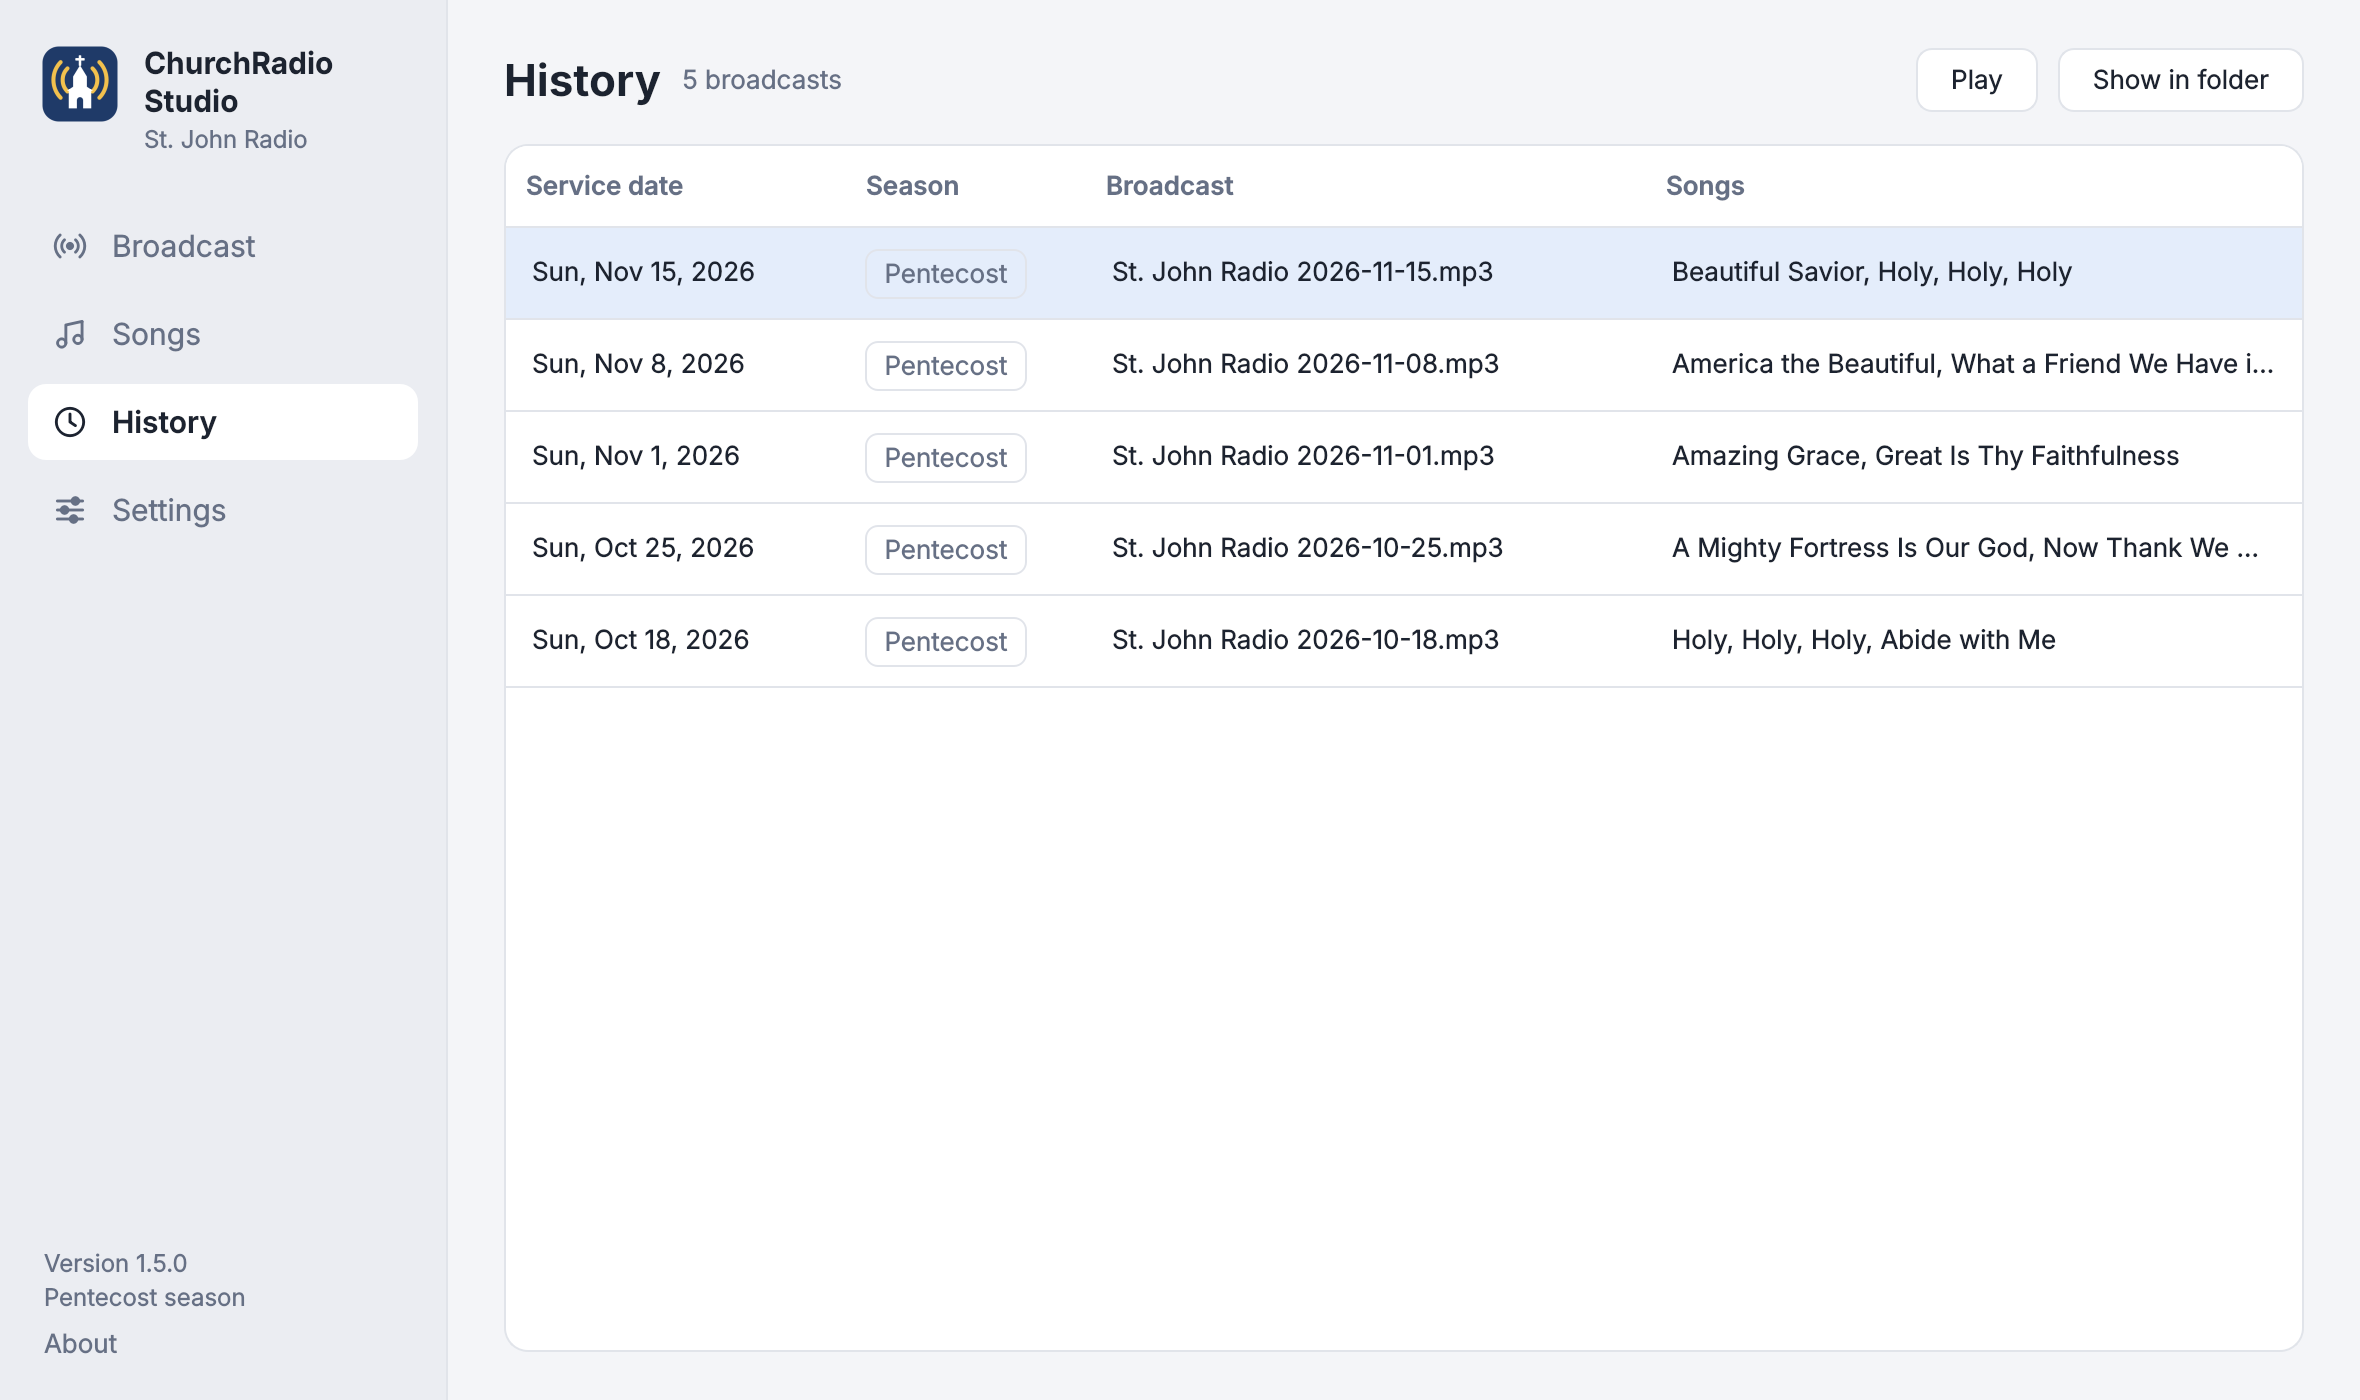 ChurchRadio
Studio
St. John Radio
Broadcast
Songs
History
Settings
Version 1.5.0
Pentecost season
About
History 5 broadcasts
Play
Show in folder
Service date Season Broadcast Songs
Sun, Nov 15, 2026 Pentecost St. John Radio 2026-11-15.mp3 Beautiful Savior, Holy, Holy, Holy
Sun, Nov 8, 2026 Pentecost St. John Radio 2026-11-08.mp3 America the Beautiful, What a Friend We Have i...
Sun, Nov 1, 2026 Pentecost St. John Radio 2026-11-01.mp3 Amazing Grace, Great Is Thy Faithfulness
Sun, Oct 25, 2026 Pentecost St. John Radio 2026-10-25.mp3 A Mighty Fortress Is Our God, Now Thank We ...
Sun, Oct 18, 2026 Pentecost St. John Radio 2026-10-18.mp3 Holy, Holy, Holy, Abide with Me